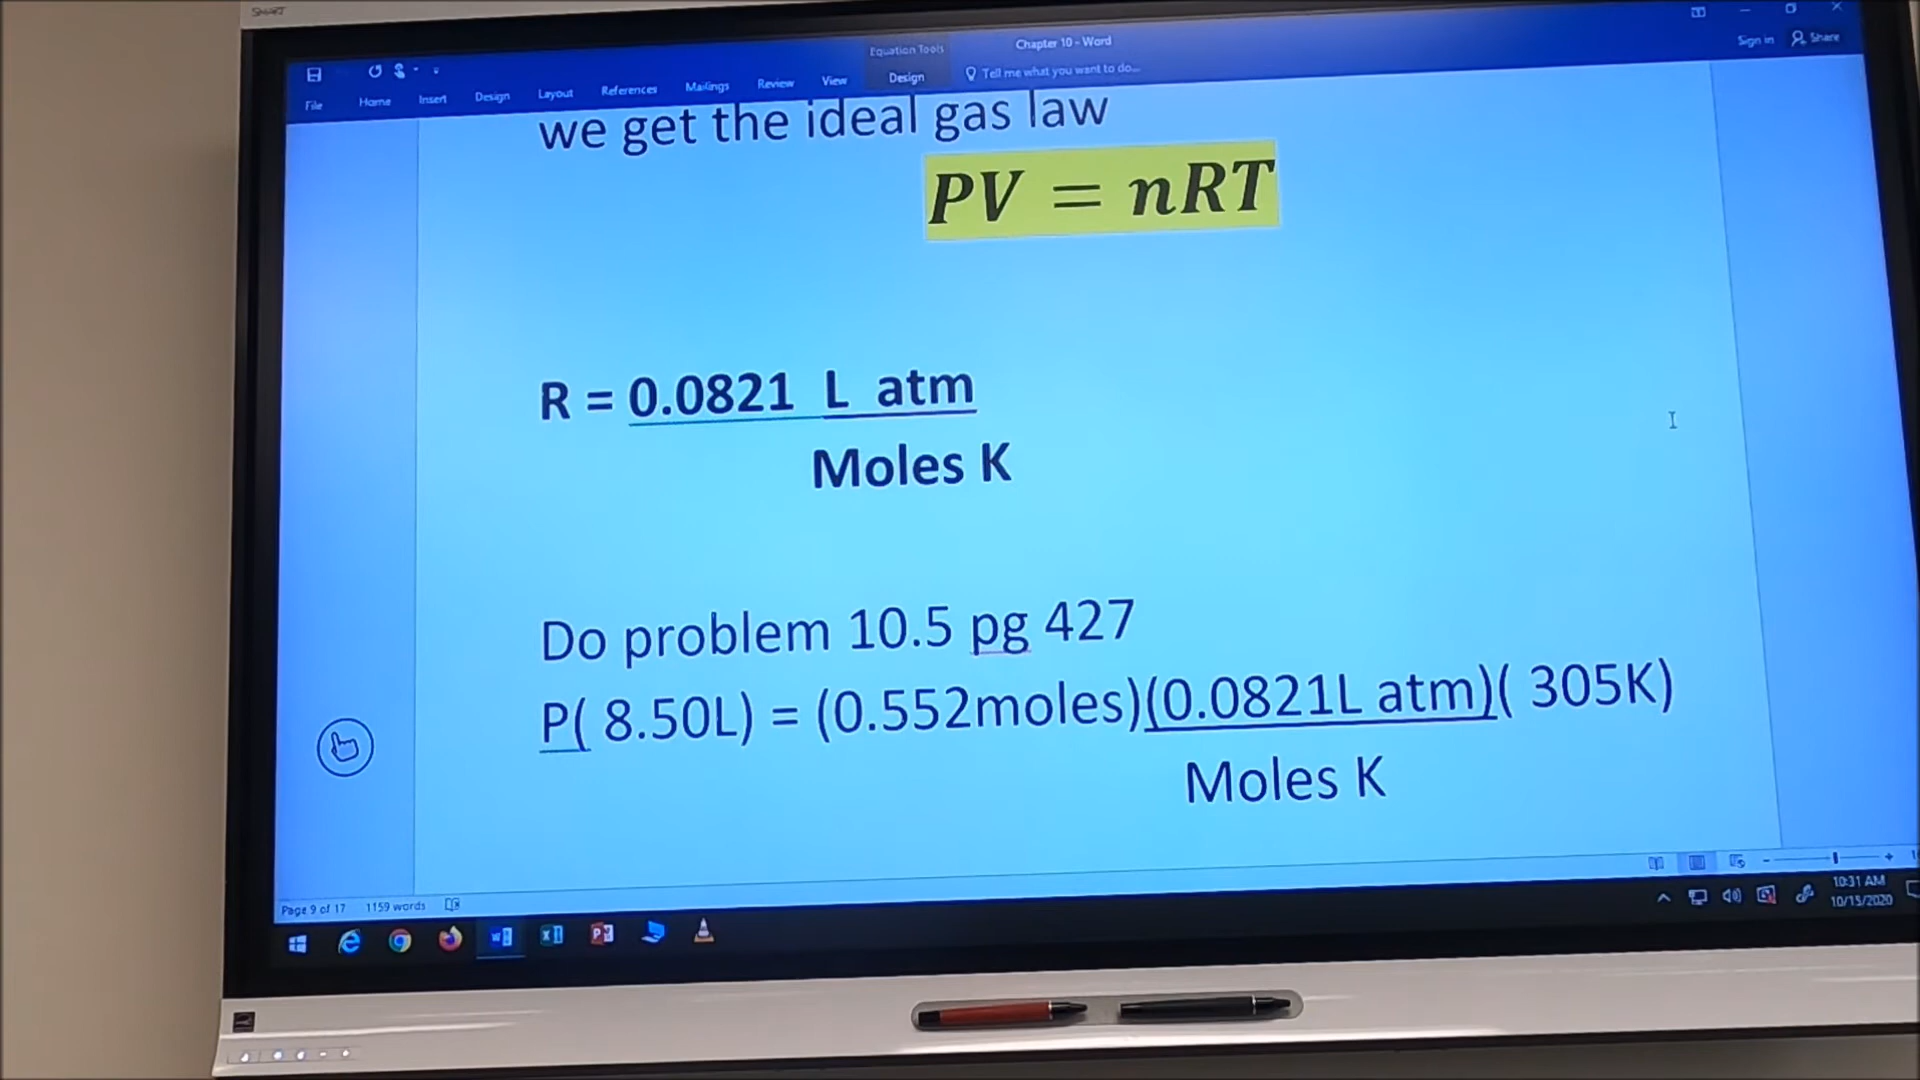 SMART
Equation Tools
Chapter 10 - Word
Sign in
Share
File
Home
Insert
Design
Layout
References
Mailings
Review
View
Design
Tell me what you want to do...
we get the ideal gas law
PV = nRT
R = 0.0821 L atm
Moles K
Do problem 10.5 pg 427
P( 8.50L) = (0.552moles)(0.0821L atm)( 305K)
Moles K
Page 9 of 17
1159 words
10:31 AM
10/15/2020